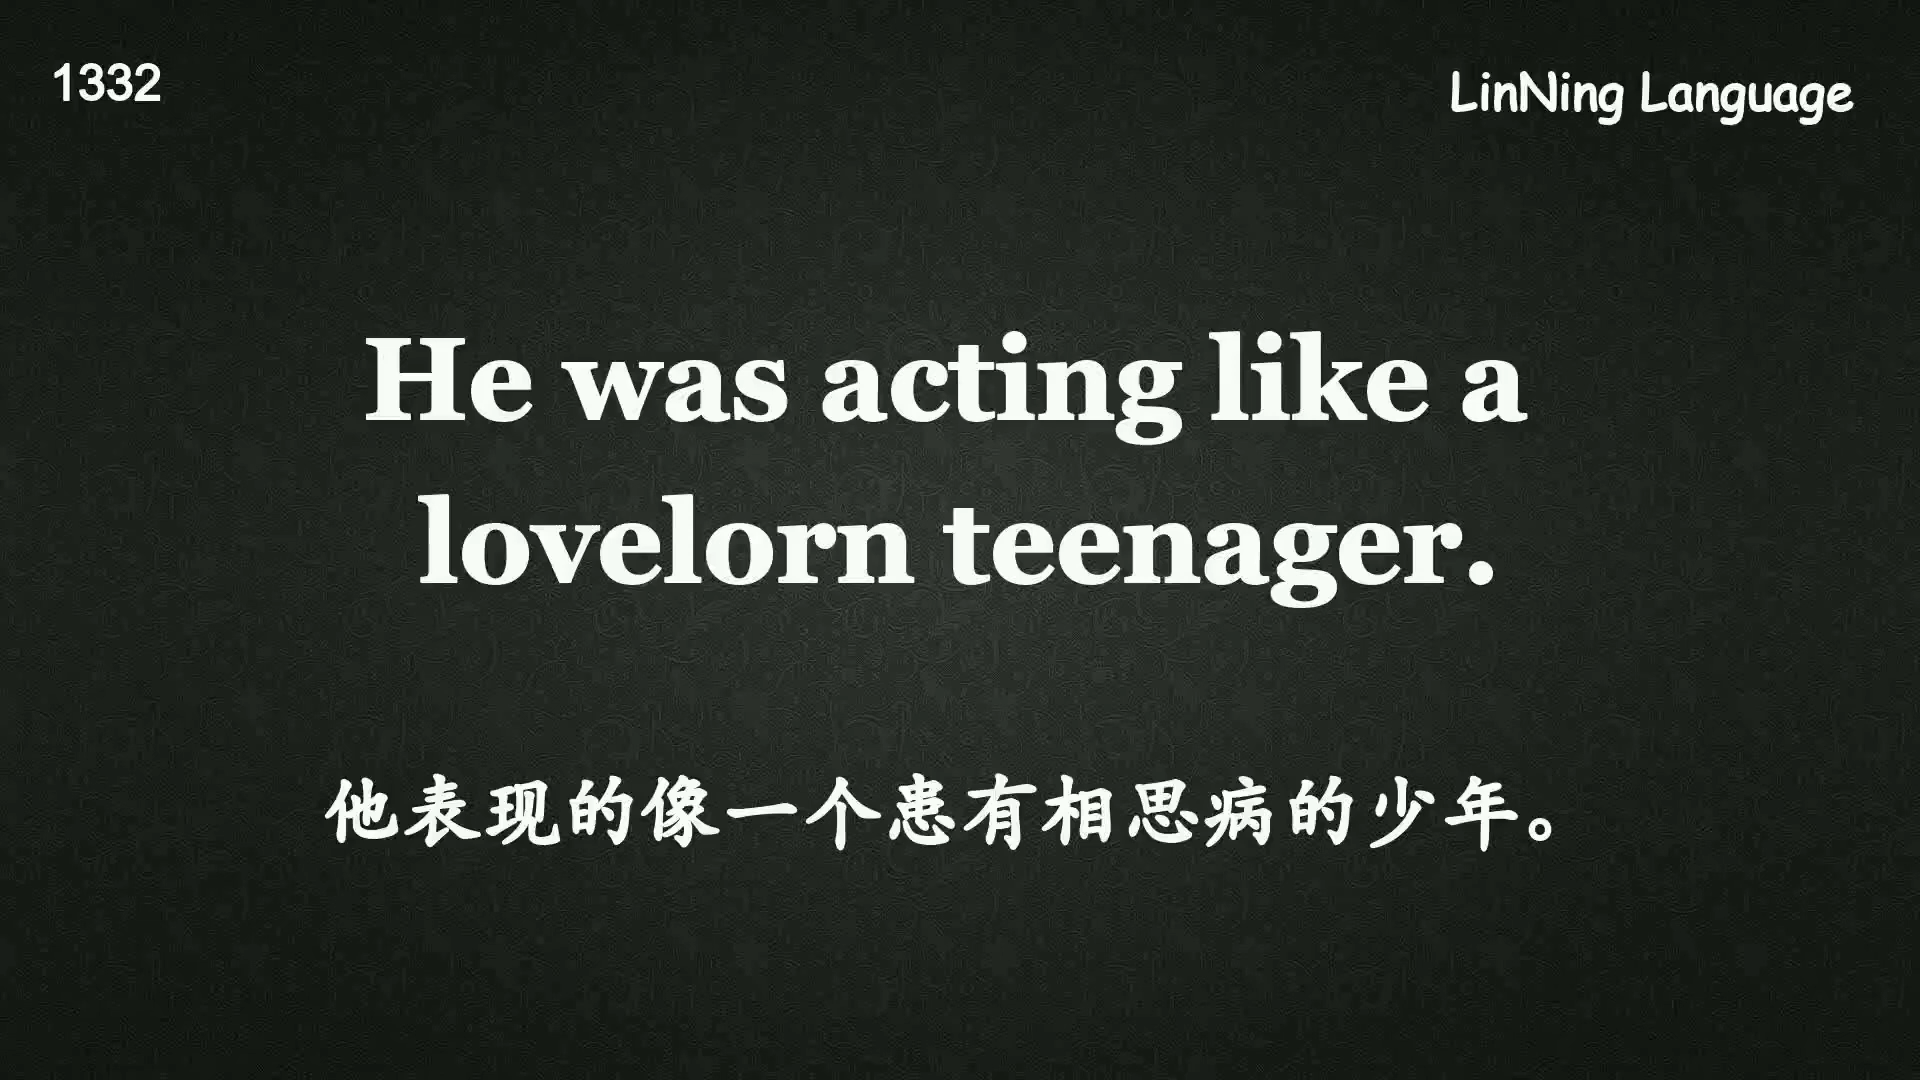 1332
LinNing Language
He was acting like a
lovelorn teenager.
他表现的像一个患有相思病的少年。